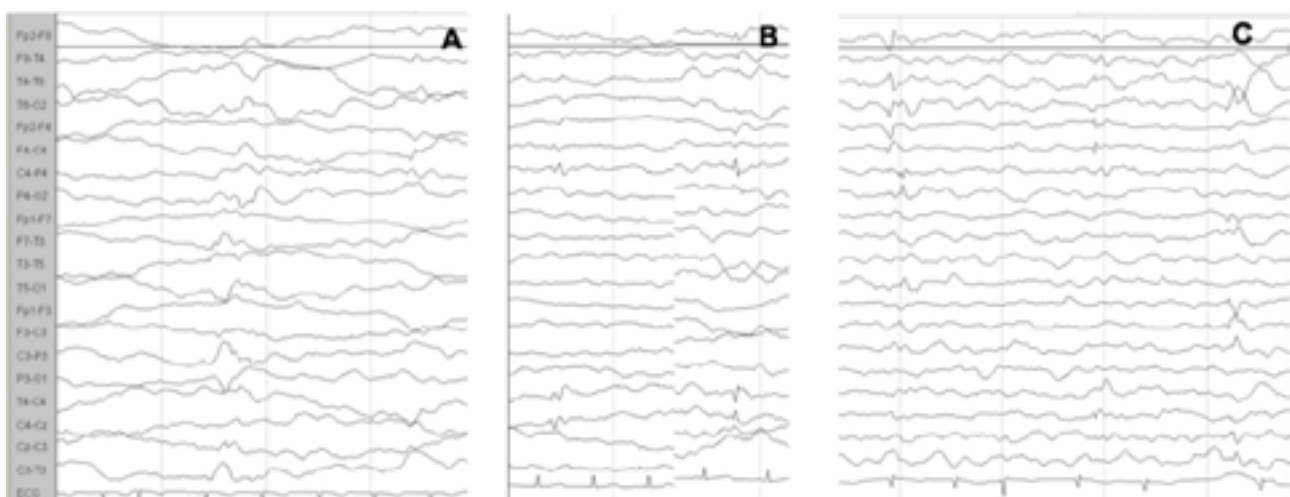 A
B
C
Fp2-F8
F8-T4
T4-T6
T6-O2
Fp2-F4
F4-C4
C4-P4
P4-O2
Fp1-F7
F7-T3
T3-T5
T5-O1
Fp1-F3
F3-C3
C3-P3
P3-O1
T4-C4
C4-Cz
Cz-C3
C3-T3
ECG